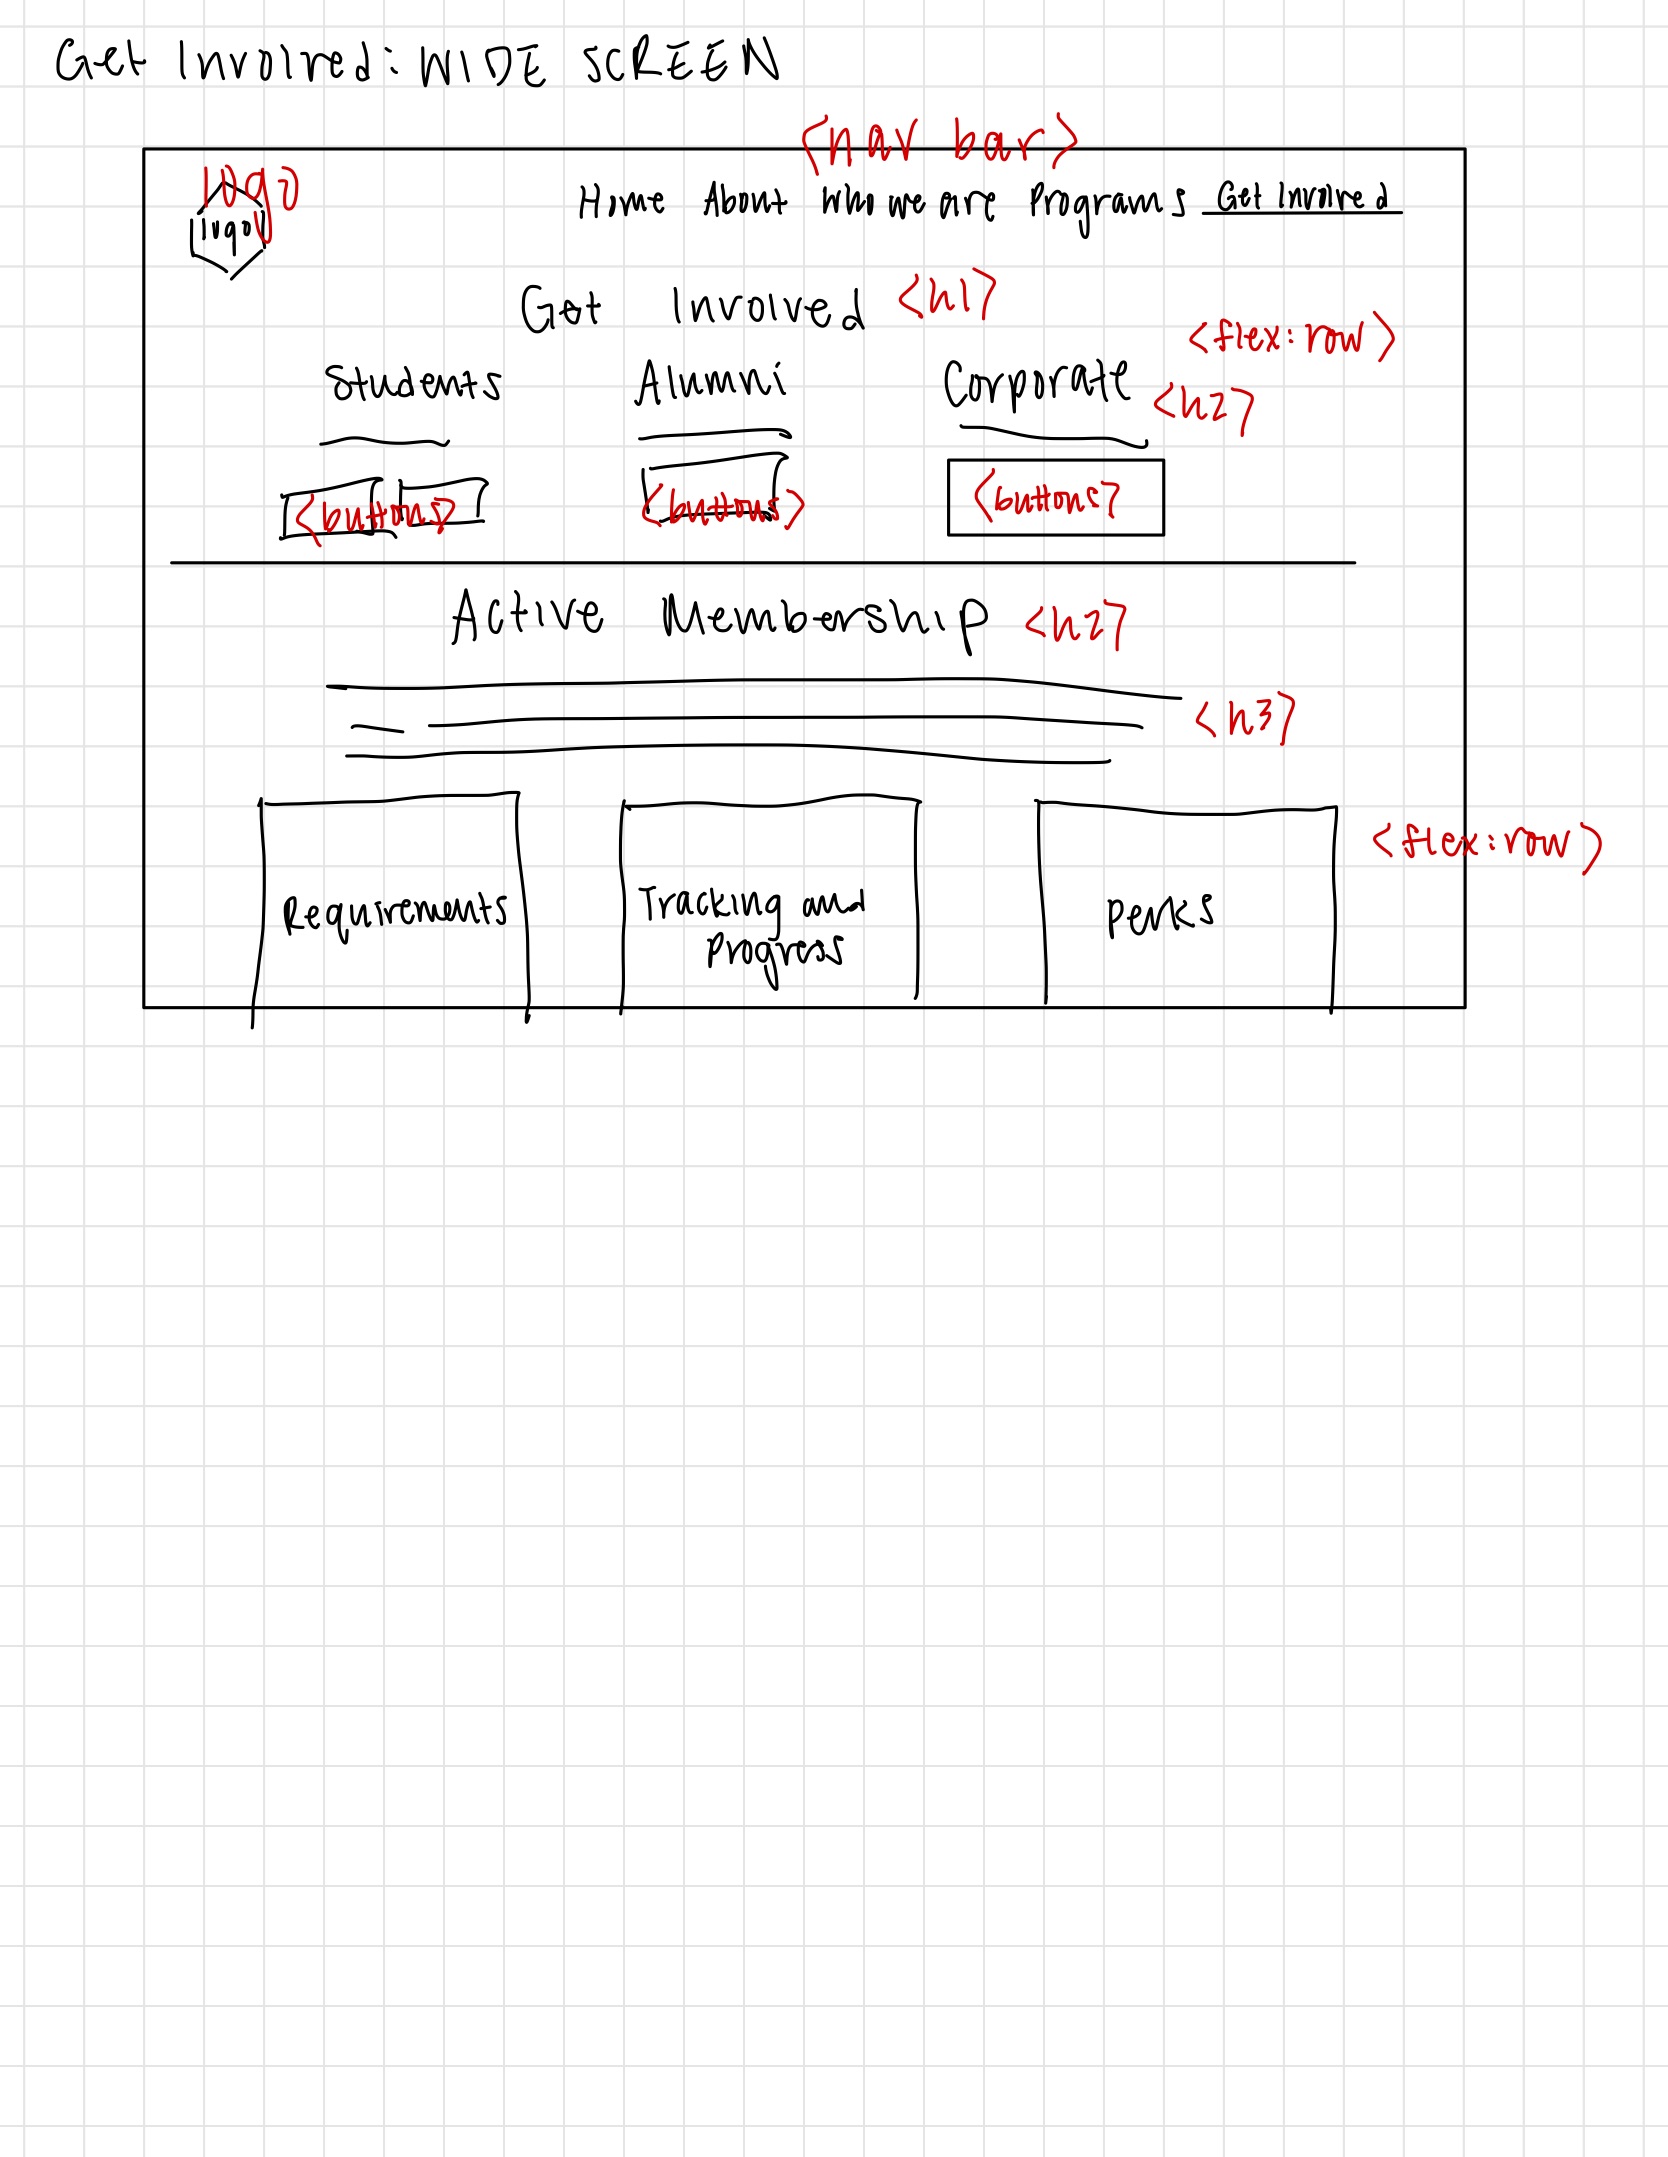 Get Involved: WIDE SCREEN
<nav bar>
logo
logo
Home About Who we are Programs Get Involved
Get Involved <h1>
<flex: row>
Students Alumni Corporate <h2>
<buttons> <buttons> <buttons>
Active Membership <h2>
<h3>
<flex: row>
Requirements Tracking and Progress Perks